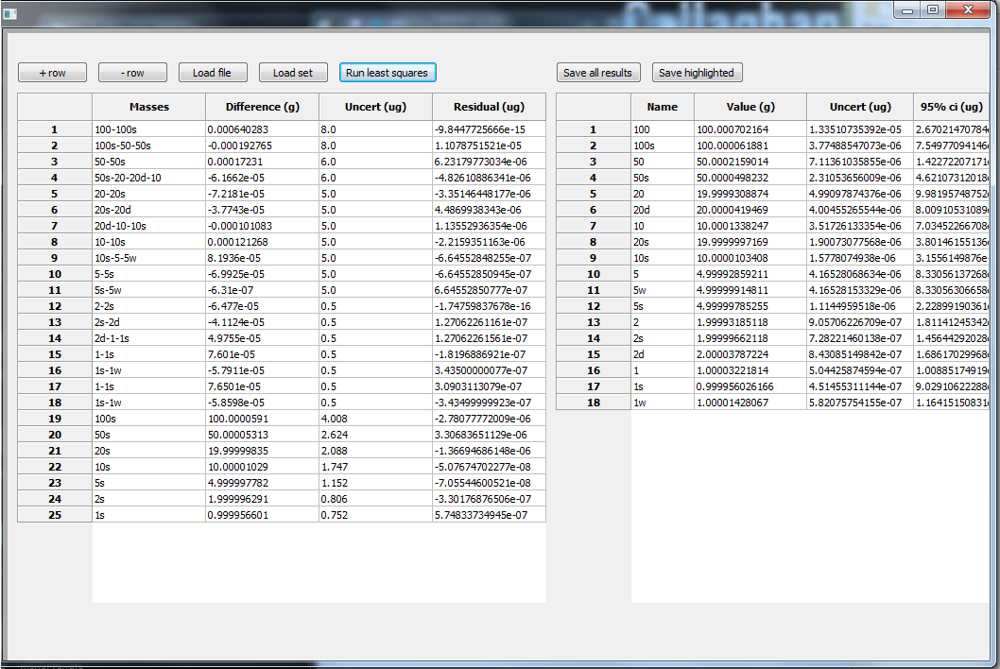 Callaghan
+ row - row Load file Load set Run least squares Save all results Save highlighted
Masses Difference (g) Uncert (ug) Residual (ug)
1 100-100s 0.000640283 8.0 -9.8447725666e-15
2 100s-50-50s -0.000192765 8.0 1.1078751521e-05
3 50-50s 0.00017231 6.0 6.23179773034e-06
4 50s-20-20d-10 -6.1662e-05 6.0 -4.82610886341e-06
5 20-20s -7.2181e-05 5.0 -3.35146448177e-06
6 20s-20d -3.7743e-05 5.0 4.4869938343e-06
7 20d-10-10s -0.000101083 5.0 1.13552936354e-06
8 10-10s 0.000121268 5.0 -2.2159351163e-06
9 10s-5-5w 8.1936e-05 5.0 -6.64552848255e-07
10 5-5s -6.9925e-05 5.0 -6.64552850945e-07
11 5s-5w -6.31e-07 5.0 6.64552850777e-07
12 2-2s -6.477e-05 0.5 -1.74759837678e-16
13 2s-2d -4.1124e-05 0.5 1.27062261161e-07
14 2d-1-1s 4.9755e-05 0.5 1.27062261561e-07
15 1-1s 7.601e-05 0.5 -1.8196886921e-07
16 1s-1w -5.7911e-05 0.5 3.43500000077e-07
17 1-1s 7.6501e-05 0.5 3.0903113079e-07
18 1s-1w -5.8598e-05 0.5 -3.43499999923e-07
19 100s 100.0000591 4.008 -2.78077772009e-06
20 50s 50.00005313 2.624 3.30683651129e-06
21 20s 19.99999835 2.088 -1.36694686148e-06
22 10s 10.00001029 1.747 -5.07674702277e-08
23 5s 4.999997782 1.152 -7.05544600521e-08
24 2s 1.999996291 0.806 -3.30176876506e-07
25 1s 0.999956601 0.752 5.74833734945e-07
Name Value (g) Uncert (ug) 95% ci (ug)
1 100 100.000702164 1.33510735392e-05 2.67021470784
2 100s 100.000061881 3.77488547073e-06 7.54977094146
3 50 50.0002159014 7.11361035855e-06 1.42272207171
4 50s 50.0000498232 2.31053656009e-06 4.62107312018
5 20 19.9999308874 4.99097874376e-06 9.98195748752
6 20d 20.0000419469 4.00455265544e-06 8.00910531089
7 10 10.0001338247 3.51726133354e-06 7.03452266708
8 20s 19.9999997169 1.90073077568e-06 3.80146155136
9 10s 10.0000103408 1.5778074938e-06 3.1556149876e-
10 5 4.99992859211 4.16528068634e-06 8.33056137268
11 5w 4.99999914811 4.16528153329e-06 8.33056306658
12 5s 4.99999785255 1.1144959518e-06 2.22899190361
13 2 1.99993185118 9.05706226709e-07 1.81141245342
14 2s 1.99999662118 7.28221460138e-07 1.45644292028
15 2d 2.00003787224 8.43085149842e-07 1.68617029968
16 1 1.00003221814 5.04425874594e-07 1.00885174919
17 1s 0.999956026166 4.51455311144e-07 9.02910622288
18 1w 1.00001428067 5.82075754155e-07 1.16415150831